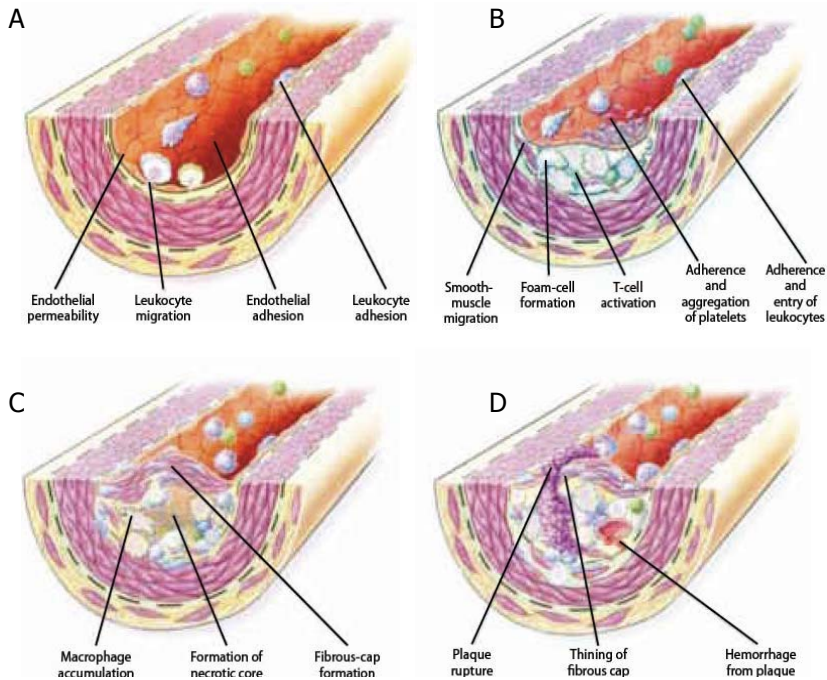 A
Endothelial
permeability
Leukocyte
migration
Endothelial
adhesion
Leukocyte
adhesion
B
Smooth-
muscle
migration
Foam-cell
formation
T-cell
activation
Adherence
and
aggregation
of platelets
Adherence
and
entry of
leukocytes
C
Macrophage
accumulation
Formation of
necrotic core
Fibrous-cap
formation
D
Plaque
rupture
Thining of
fibrous cap
Hemorrhage
from plaque